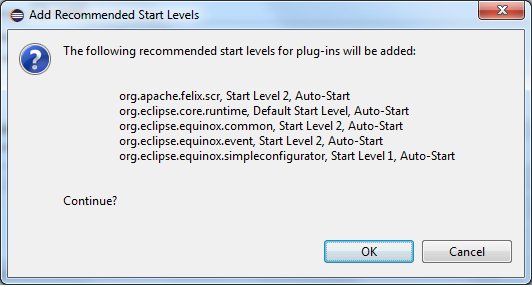 Add Recommended Start Levels
The following recommended start levels for plug-ins will be added:
org.apache.felix.scr, Start Level 2, Auto-Start
org.eclipse.core.runtime, Default Start Level, Auto-Start
org.eclipse.equinox.common, Start Level 2, Auto-Start
org.eclipse.equinox.event, Start Level 2, Auto-Start
org.eclipse.equinox.simpleconfigurator, Start Level 1, Auto-Start
Continue?
OK
Cancel